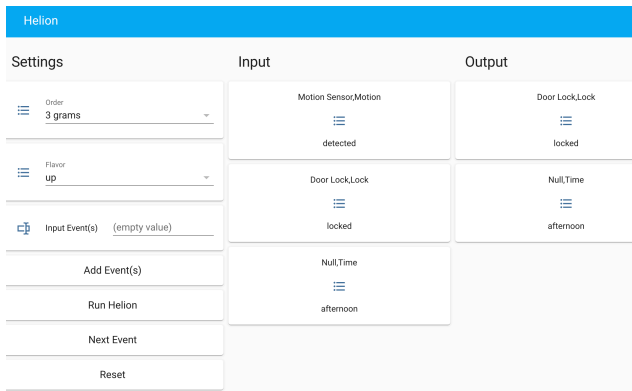 Helion
Settings
Order
3 grams
Flavor
up
Input Event(s) (empty value)
Add Event(s)
Run Helion
Next Event
Reset
Input
Motion Sensor,Motion
detected
Door Lock,Lock
locked
Null,Time
afternoon
Output
Door Lock,Lock
locked
Null,Time
afternoon